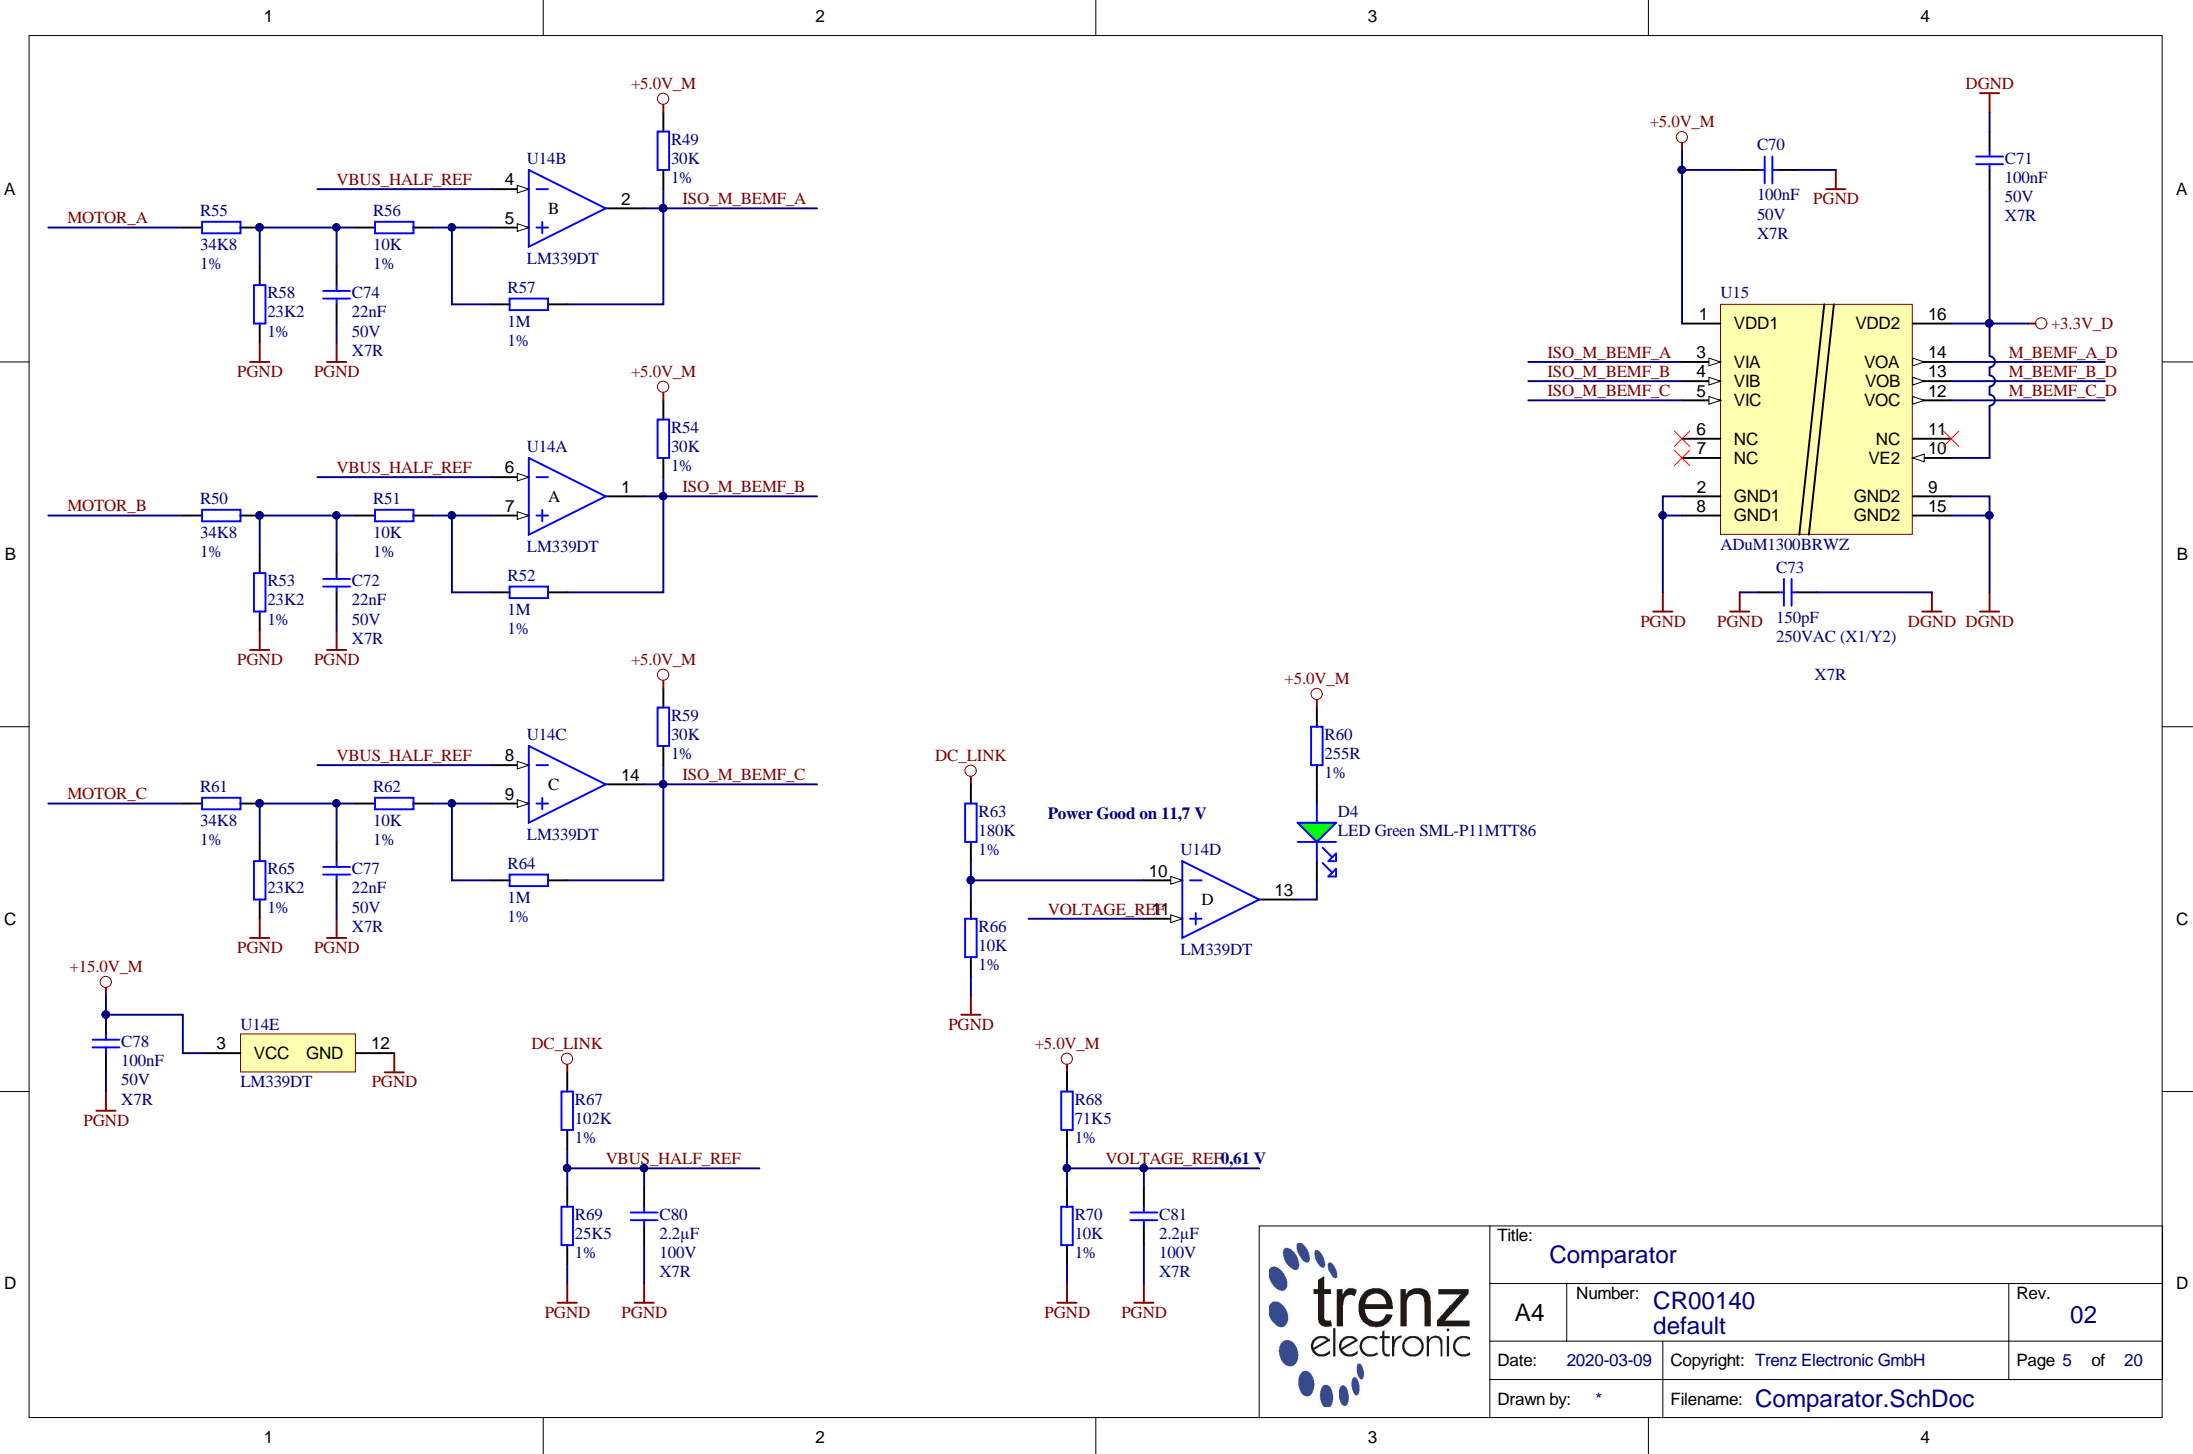 1
2
3
4
A
A
B
B
C
C
D
D
1
2
3
4
+5.0V_M
R49
30K
1%
U14B
VBUS_HALF_REF
4
B
2
ISO_M_BEMF_A
MOTOR_A
R55
34K8
1%
R56
10K
1%
5
LM339DT
R58
23K2
1%
C74
22nF
50V
X7R
R57
1M
1%
PGND
PGND
+5.0V_M
R54
30K
1%
U14A
VBUS_HALF_REF
6
A
1
ISO_M_BEMF_B
MOTOR_B
R50
34K8
1%
R51
10K
1%
7
LM339DT
R53
23K2
1%
C72
22nF
50V
X7R
R52
1M
1%
PGND
PGND
+5.0V_M
R59
30K
1%
U14C
VBUS_HALF_REF
8
C
14
ISO_M_BEMF_C
MOTOR_C
R61
34K8
1%
R62
10K
1%
9
LM339DT
R65
23K2
1%
C77
22nF
50V
X7R
R64
1M
1%
PGND
PGND
+15.0V_M
C78
100nF
50V
X7R
PGND
U14E
3
VCC GND
12
LM339DT
PGND
DC_LINK
R67
102K
1%
VBUS_HALF_REF
R69
25K5
1%
C80
2.2µF
100V
X7R
PGND
PGND
DC_LINK
R63
180K
1%
Power Good on 11,7 V
R66
10K
1%
PGND
+5.0V_M
R60
255R
1%
D4
LED Green SML-P11MTT86
U14D
10
D
13
VOLTAGE_REF
11
LM339DT
+5.0V_M
R68
71K5
1%
VOLTAGE_REF
0,61 V
R70
10K
1%
C81
2.2µF
100V
X7R
PGND
PGND
+5.0V_M
C70
100nF
50V
X7R
PGND
DGND
C71
100nF
50V
X7R
U15
1 VDD1 VDD2 16
+3.3V_D
ISO_M_BEMF_A 3 VIA VOA 14 M_BEMF_A_D
ISO_M_BEMF_B 4 VIB VOB 13 M_BEMF_B_D
ISO_M_BEMF_C 5 VIC VOC 12 M_BEMF_C_D
6 NC NC 11
7 NC VE2 10
2 GND1 GND2 9
8 GND1 GND2 15
ADuM1300BRWZ
C73
150pF
250VAC (X1/Y2)
X7R
PGND
PGND
DGND
DGND
trenz
electronic
Title:
Comparator
A4
Number: CR00140
default
Rev.
02
Date: 2020-03-09
Copyright: Trenz Electronic GmbH
Page 5 of 20
Drawn by: *
Filename: Comparator.SchDoc